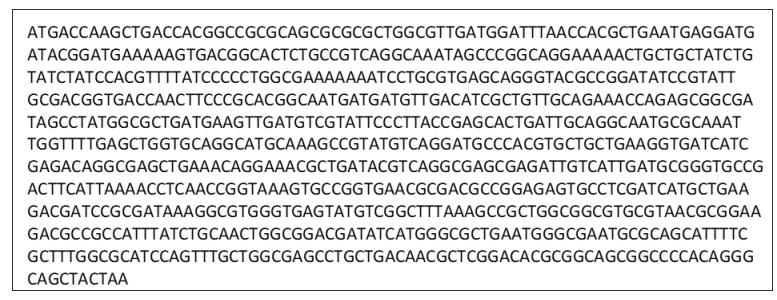 ATGACCAAGCTGACCACGGCCGCGCAGCGCGCGCTGGCGTTGATGGATTTAACCACGCTGAATGAGGATG
ATACGGATGAAAAAGTGACGGCACTCTGCCGTCAGGCAAATAGCCCGGCAGGAAAAACTGCTGCTATCTG
TATCTATCCACGTTTTATCCCCCTGGCGAAAAAAATCCTGCGTGAGCAGGGTACGCCGGATATCCGTATT
GCGACGGTGACCAACTTCCCGCACGGCAATGATGATGTTGACATCGCTGTTGCAGAAACCAGAGCGGCGA
TAGCCTATGGCGCTGATGAAGTTGATGTCGTATTCCCTTACCGAGCACTGATTGCAGGCAATGCGCAAAT
TGGTTTTGAGCTGGTGCAGGCATGCAAAGCCGTATGTCAGGATGCCCACGTGCTGCTGAAGGTGATCATC
GAGACAGGCGAGCTGAAACAGGAAACGCTGATACGTCAGGCGAGCGAGATTGTCATTGATGCGGGTGCCG
ACTTCATTAAAACCTCAACCGGTAAAGTGCCGGTGAACGCGACGCCGGAGAGTGCCTCGATCATGCTGAA
GACGATCCGCGATAAAGGCGTGGGTGAGTATGTCGGCTTTAAAGCCGCTGGCGGCGTGCGTAACGCGGAA
GACGCCGCCATTTATCTGCAACTGGCGGACGATATCATGGGCGCTGAATGGGCGAATGCGCAGCATTTTC
GCTTTGGCGCATCCAGTTTGCTGGCGAGCCTGCTGACAACGCTCGGACACGCGGCAGCGGCCCCACAGGG
CAGCTACTAA